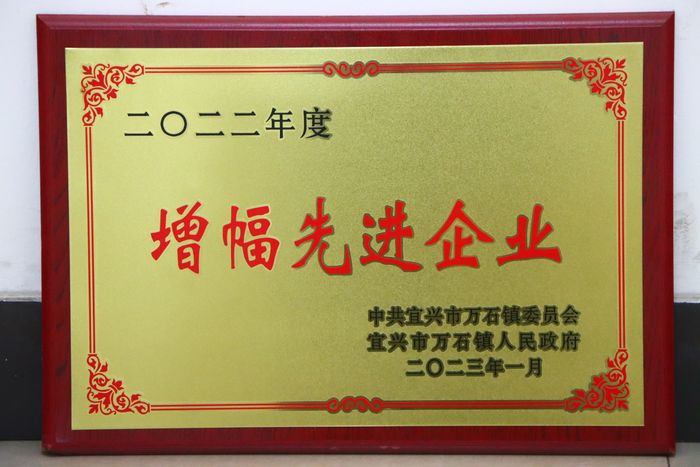 二〇二二年度
增幅先进企业
中共宜兴市万石镇委员会
宜兴市万石镇人民政府
二〇二三年一月